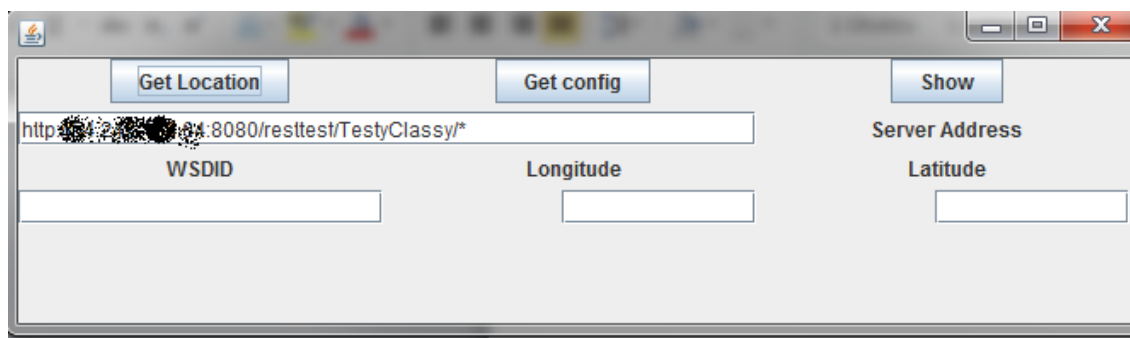 Get Location Get config Show
http :8080/resttest/TestyClassy/* Server Address
WSDID Longitude Latitude